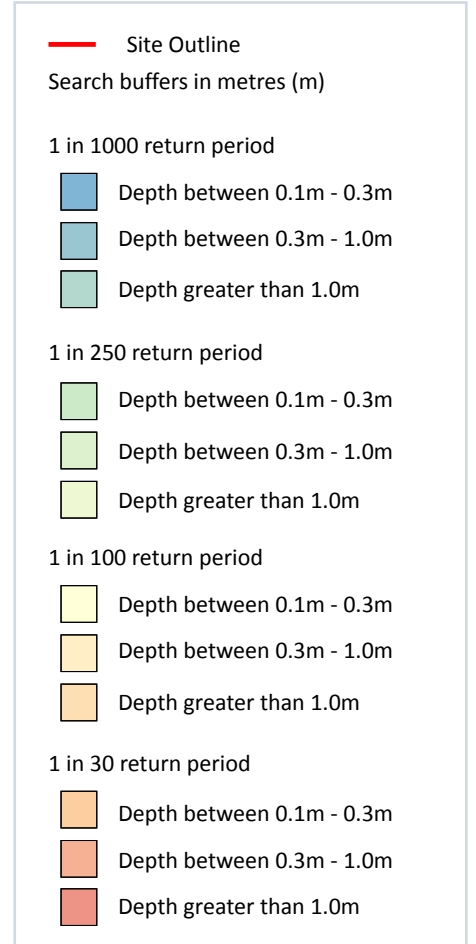 Site Outline
Search buffers in metres (m)
1 in 1000 return period
Depth between 0.1m - 0.3m
Depth between 0.3m - 1.0m
Depth greater than 1.0m
1 in 250 return period
Depth between 0.1m - 0.3m
Depth between 0.3m - 1.0m
Depth greater than 1.0m
1 in 100 return period
Depth between 0.1m - 0.3m
Depth between 0.3m - 1.0m
Depth greater than 1.0m
1 in 30 return period
Depth between 0.1m - 0.3m
Depth between 0.3m - 1.0m
Depth greater than 1.0m